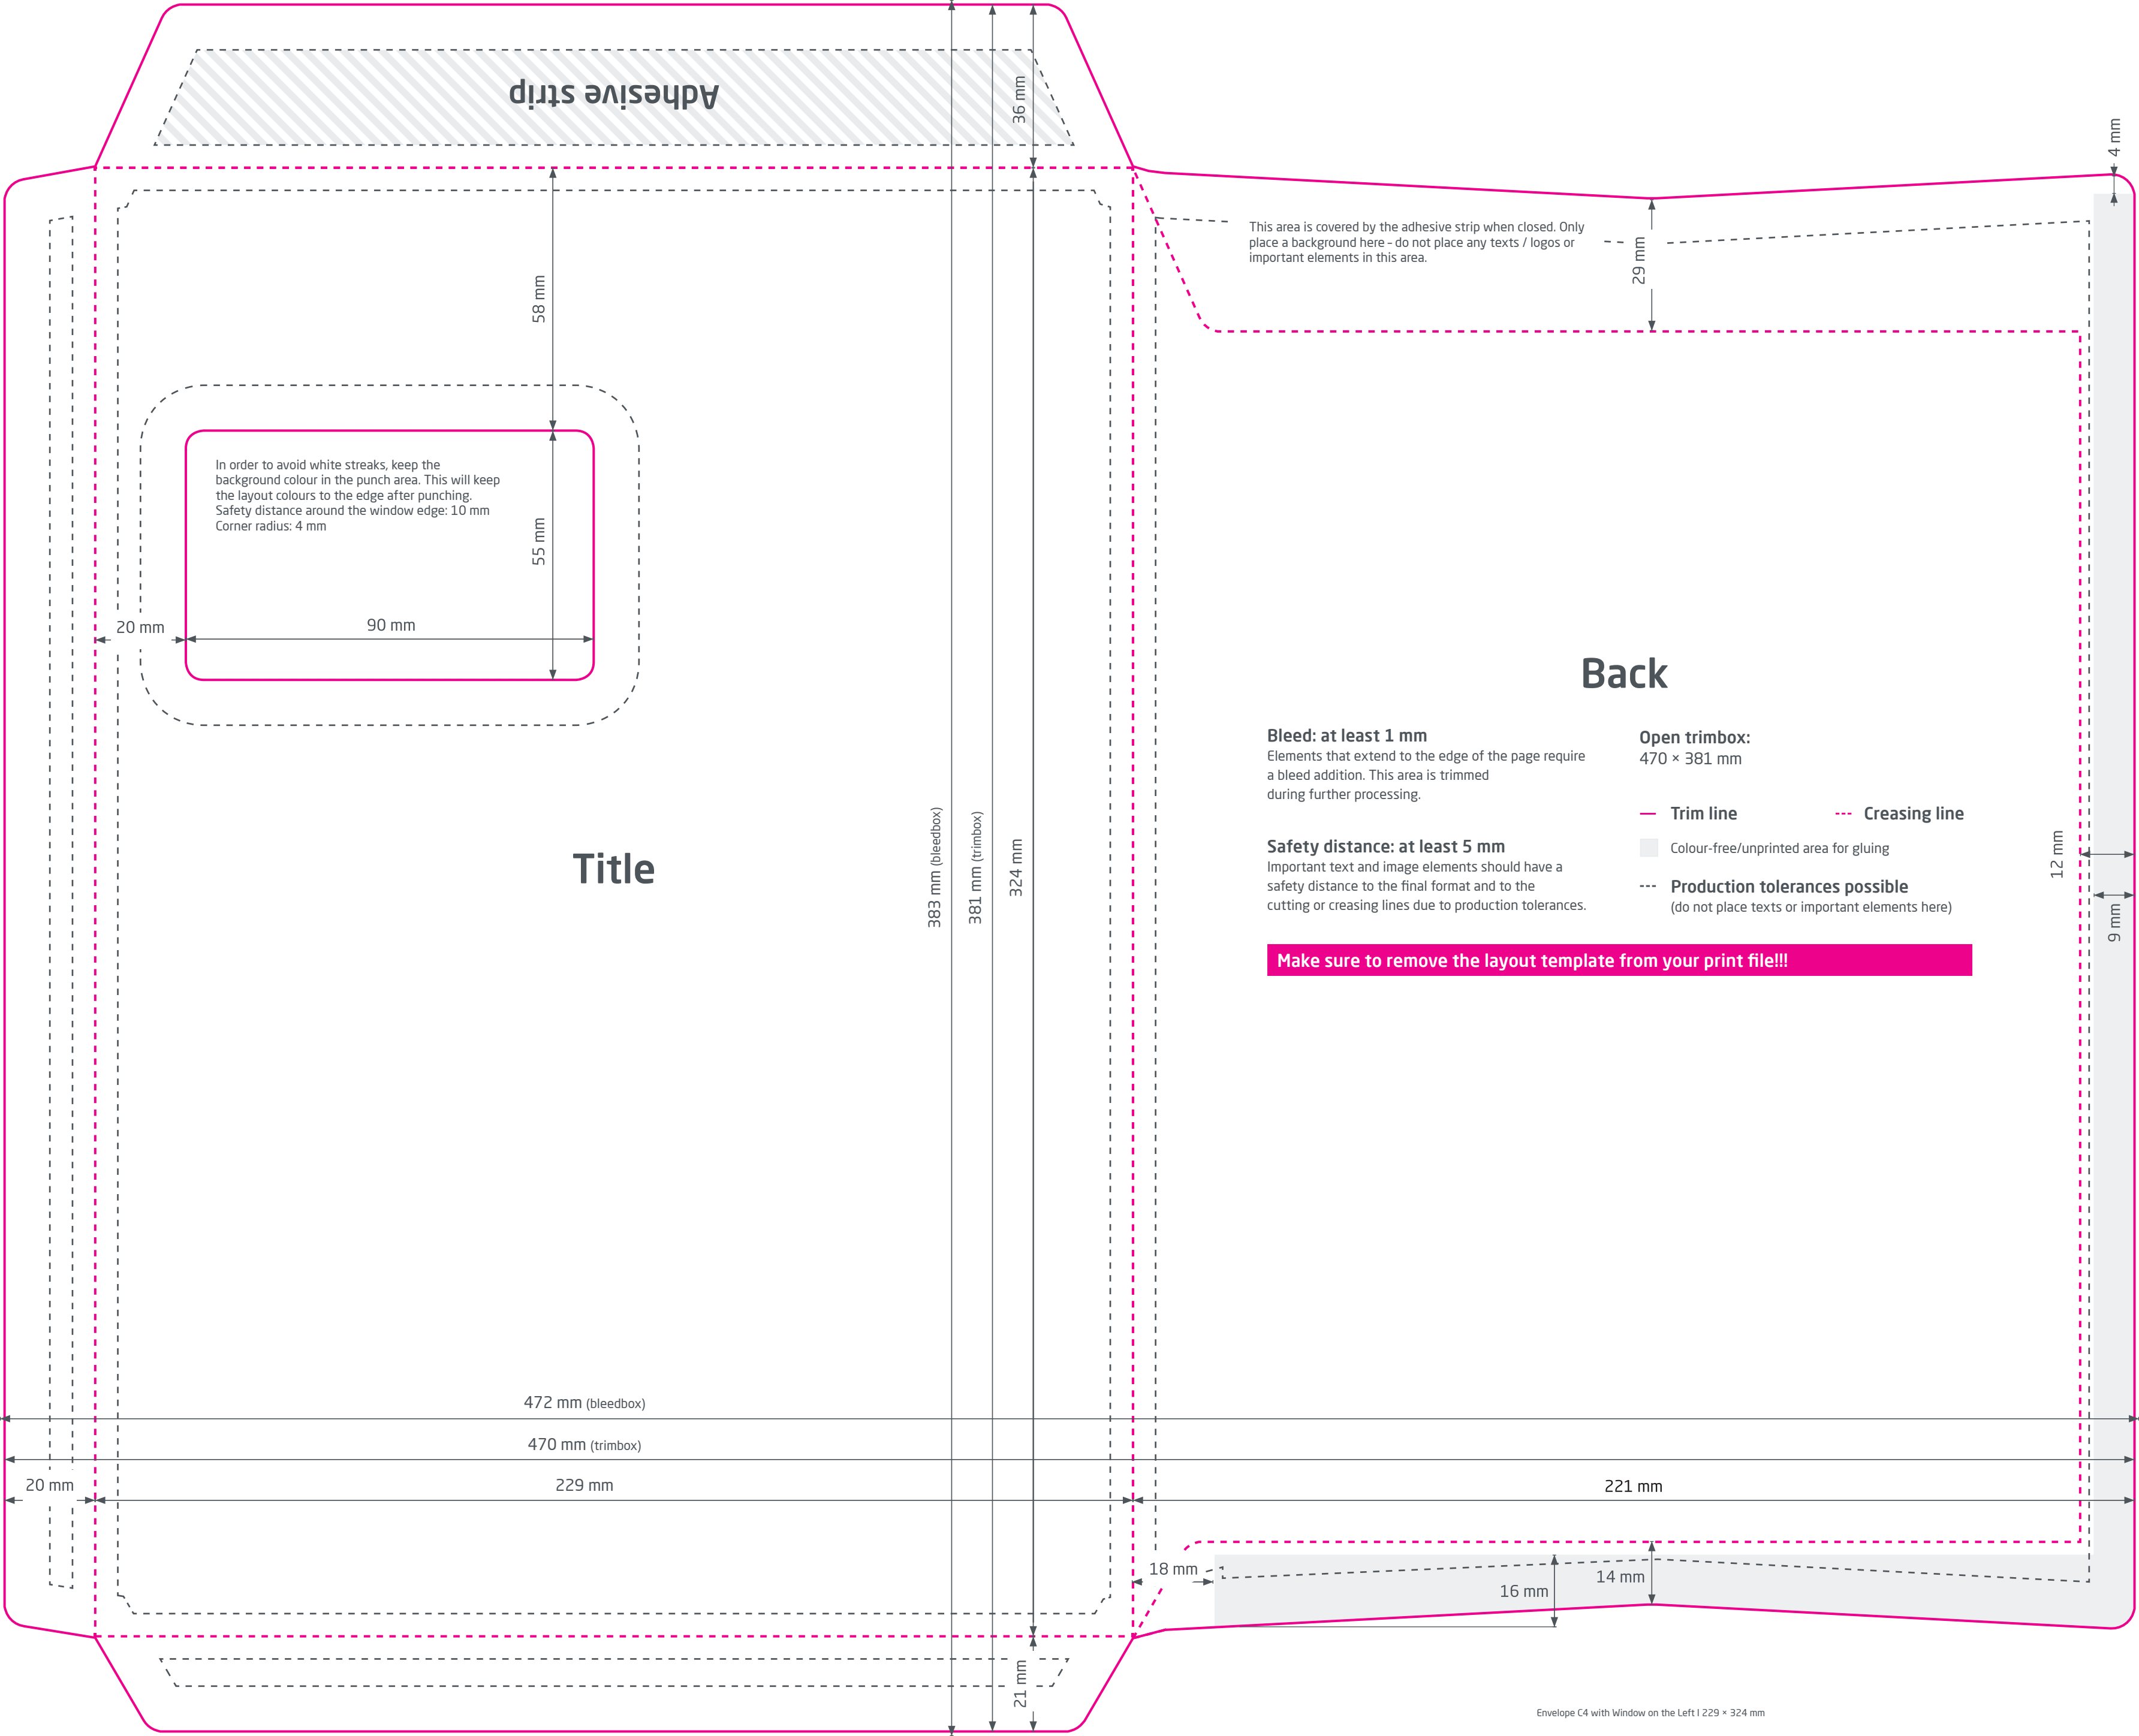 Adhesive strip
36 mm
4 mm
This area is covered by the adhesive strip when closed. Only
place a background here – do not place any texts / logos or
important elements in this area.
29 mm
58 mm
In order to avoid white streaks, keep the
background colour in the punch area. This will keep
the layout colours to the edge after punching.
Safety distance around the window edge: 10 mm
Corner radius: 4 mm
55 mm
20 mm
90 mm
Title
383 mm (bleedbox)
381 mm (trimbox)
324 mm
Back
Bleed: at least 1 mm
Elements that extend to the edge of the page require
a bleed addition. This area is trimmed
during further processing.
Safety distance: at least 5 mm
Important text and image elements should have a
safety distance to the final format and to the
cutting or creasing lines due to production tolerances.
Open trimbox:
470 × 381 mm
Trim line
Creasing line
Colour-free/unprinted area for gluing
Production tolerances possible
(do not place texts or important elements here)
Make sure to remove the layout template from your print file!!!
12 mm
9 mm
472 mm (bleedbox)
470 mm (trimbox)
20 mm
229 mm
221 mm
18 mm
16 mm
14 mm
21 mm
Envelope C4 with Window on the Left I 229 × 324 mm